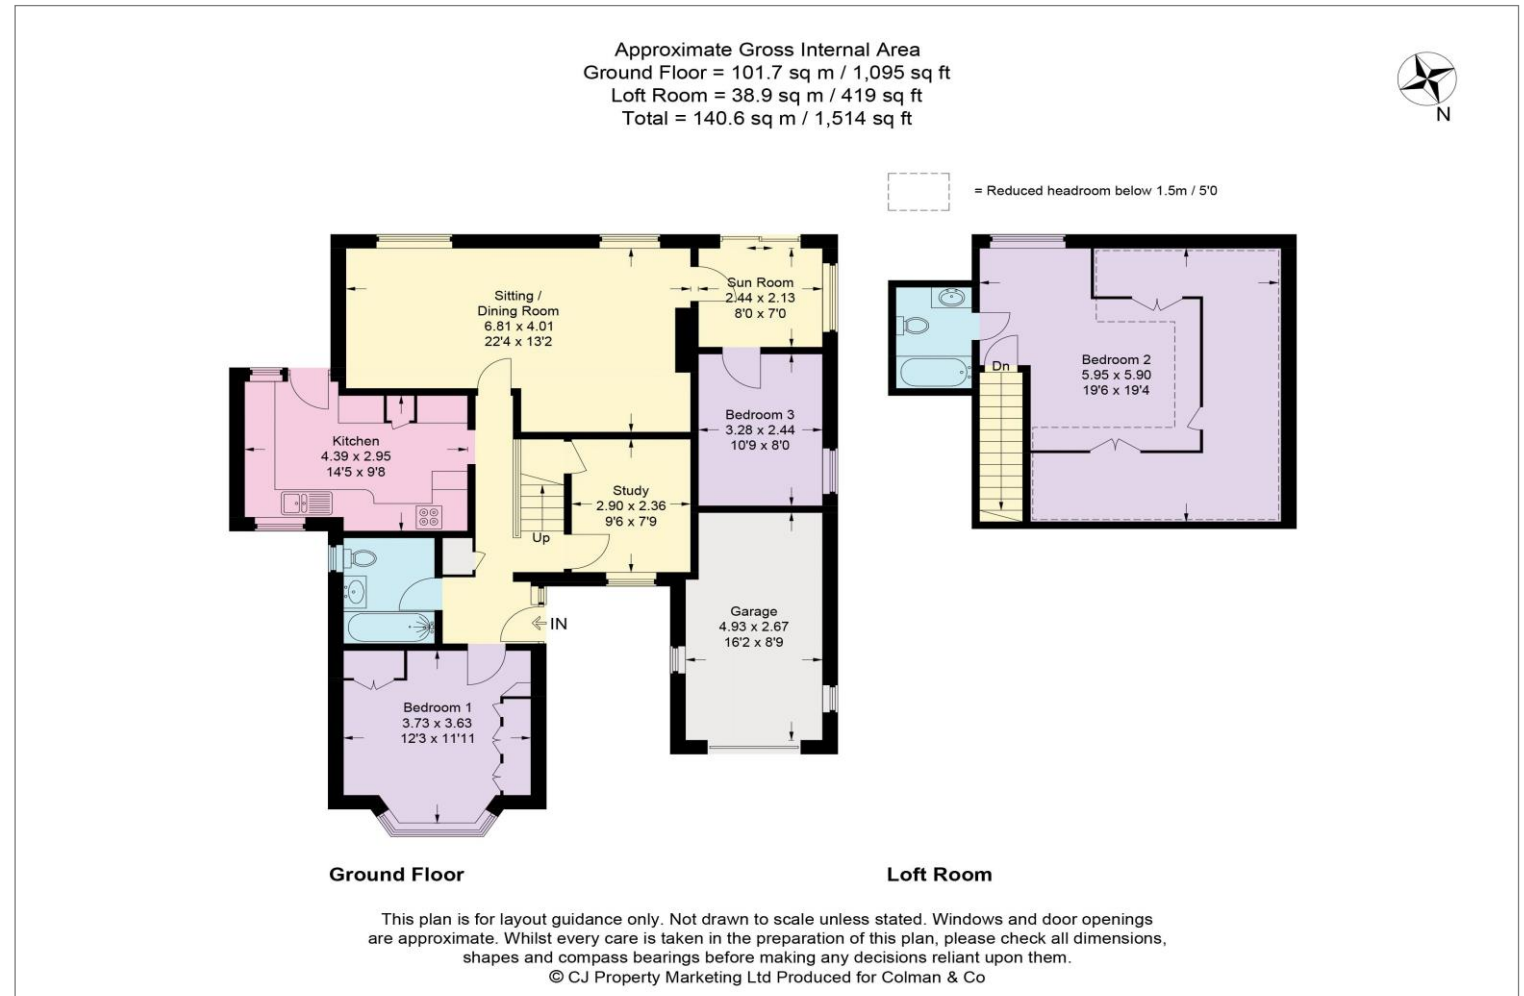 Approximate Gross Internal Area
Ground Floor = 101.7 sq m / 1,095 sq ft
Loft Room = 38.9 sq m / 419 sq ft
Total = 140.6 sq m / 1,514 sq ft
N
= Reduced headroom below 1.5m / 5'0
Sitting /
Dining Room
6.81 x 4.01
22'4 x 13'2
Sun Room
2.44 x 2.13
8'0 x 7'0
Kitchen
4.39 x 2.95
14'5 x 9'8
Bedroom 3
3.28 x 2.44
10'9 x 8'0
Study
2.90 x 2.36
9'6 x 7'9
Up
IN
Garage
4.93 x 2.67
16'2 x 8'9
Bedroom 1
3.73 x 3.63
12'3 x 11'11
Dn
Bedroom 2
5.95 x 5.90
19'6 x 19'4
Ground Floor
Loft Room
This plan is for layout guidance only. Not drawn to scale unless stated. Windows and door openings
are approximate. Whilst every care is taken in the preparation of this plan, please check all dimensions,
shapes and compass bearings before making any decisions reliant upon them.
© CJ Property Marketing Ltd Produced for Colman & Co